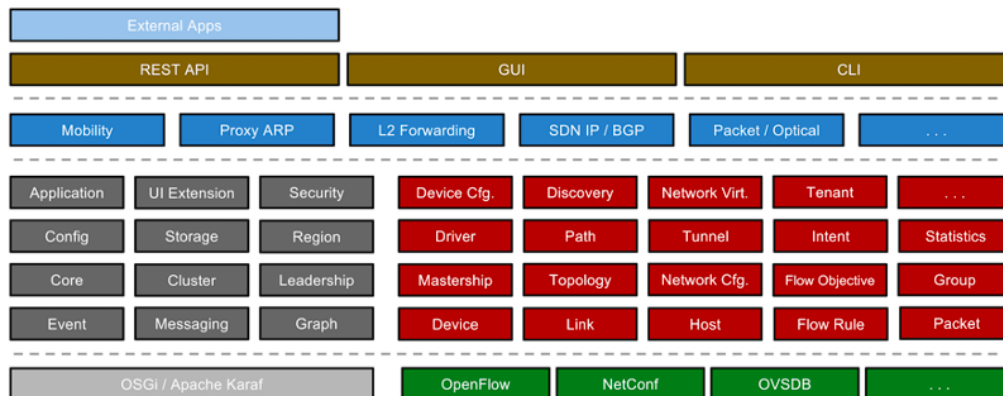 External Apps
REST API GUI CLI
Mobility Proxy ARP L2 Forwarding SDN IP / BGP Packet / Optical . . .
Application UI Extension Security Device Cfg. Discovery Network Virt. Tenant . . .
Config Storage Region Driver Path Tunnel Intent Statistics
Core Cluster Leadership Mastership Topology Network Cfg. Flow Objective Group
Event Messaging Graph Device Link Host Flow Rule Packet
OSGi / Apache Karaf OpenFlow NetConf OVSDB . . .